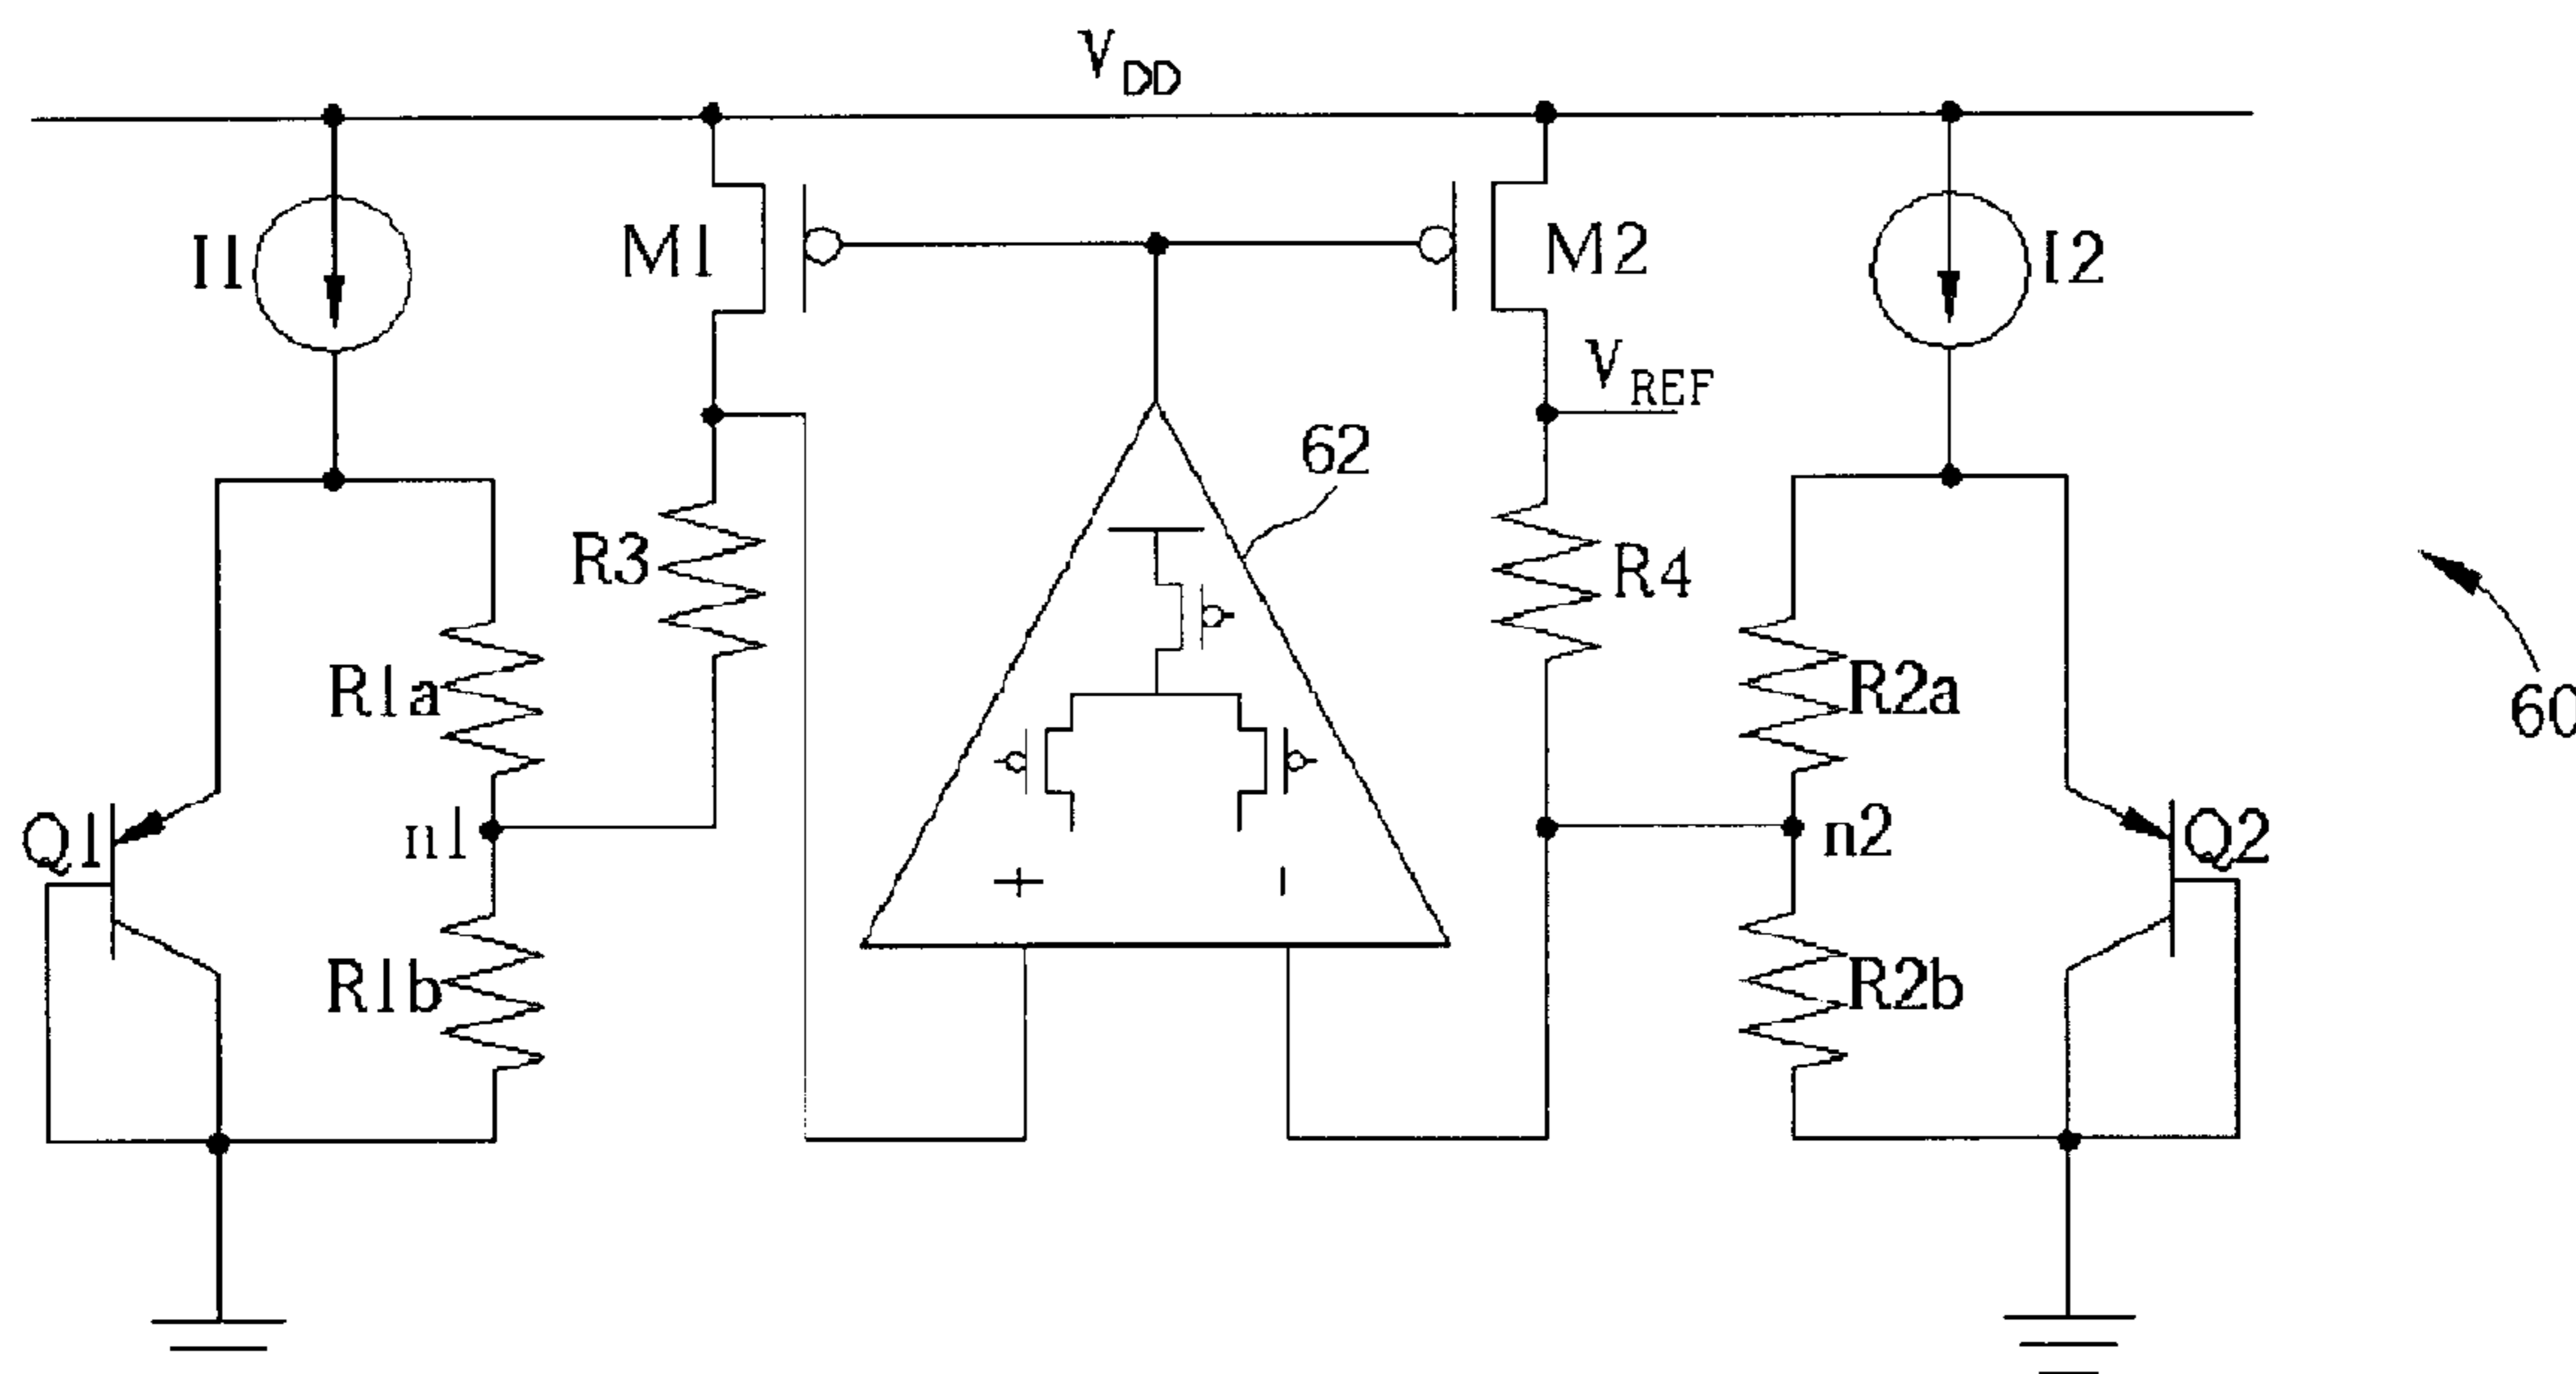 VDD
I1
M1
M2
I2
VREF
62
R3
R4
R1a
R2a
60
Q1
n1
n2
Q2
+
-
R1b
R2b